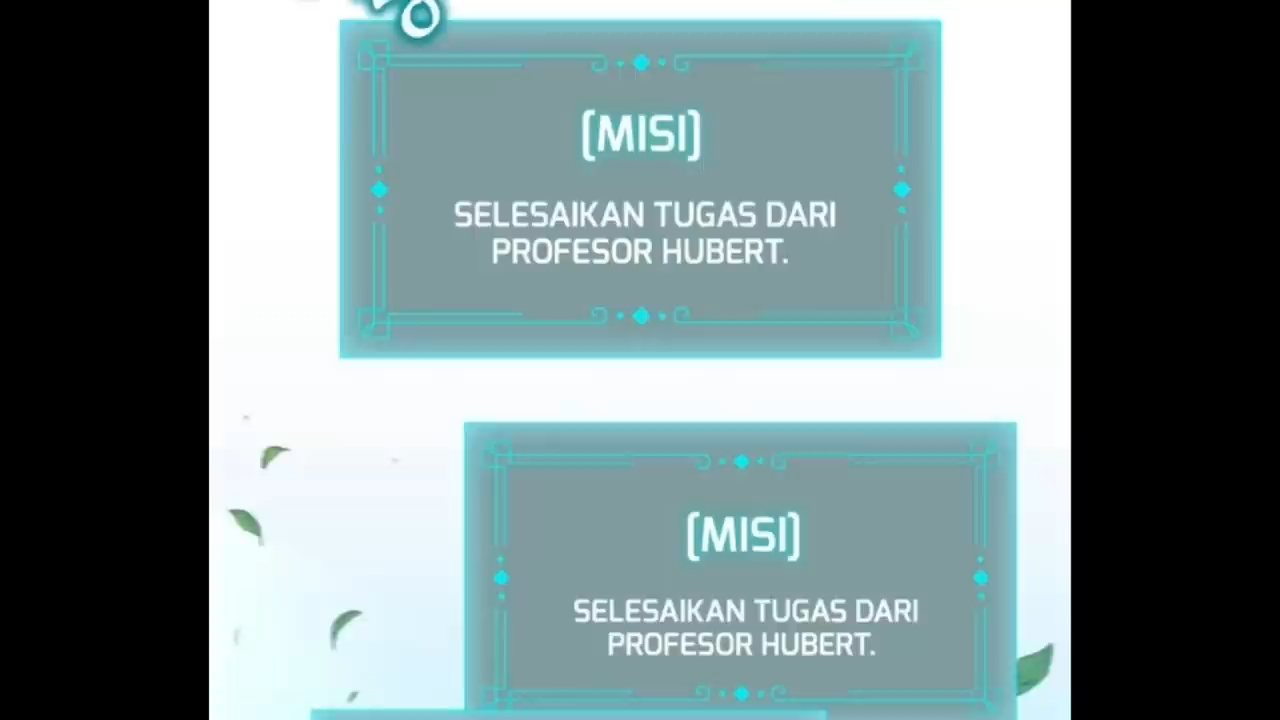 [MISI]
SELESAIKAN TUGAS DARI
PROFESOR HUBERT.
[MISI]
SELESAIKAN TUGAS DARI
PROFESOR HUBERT.